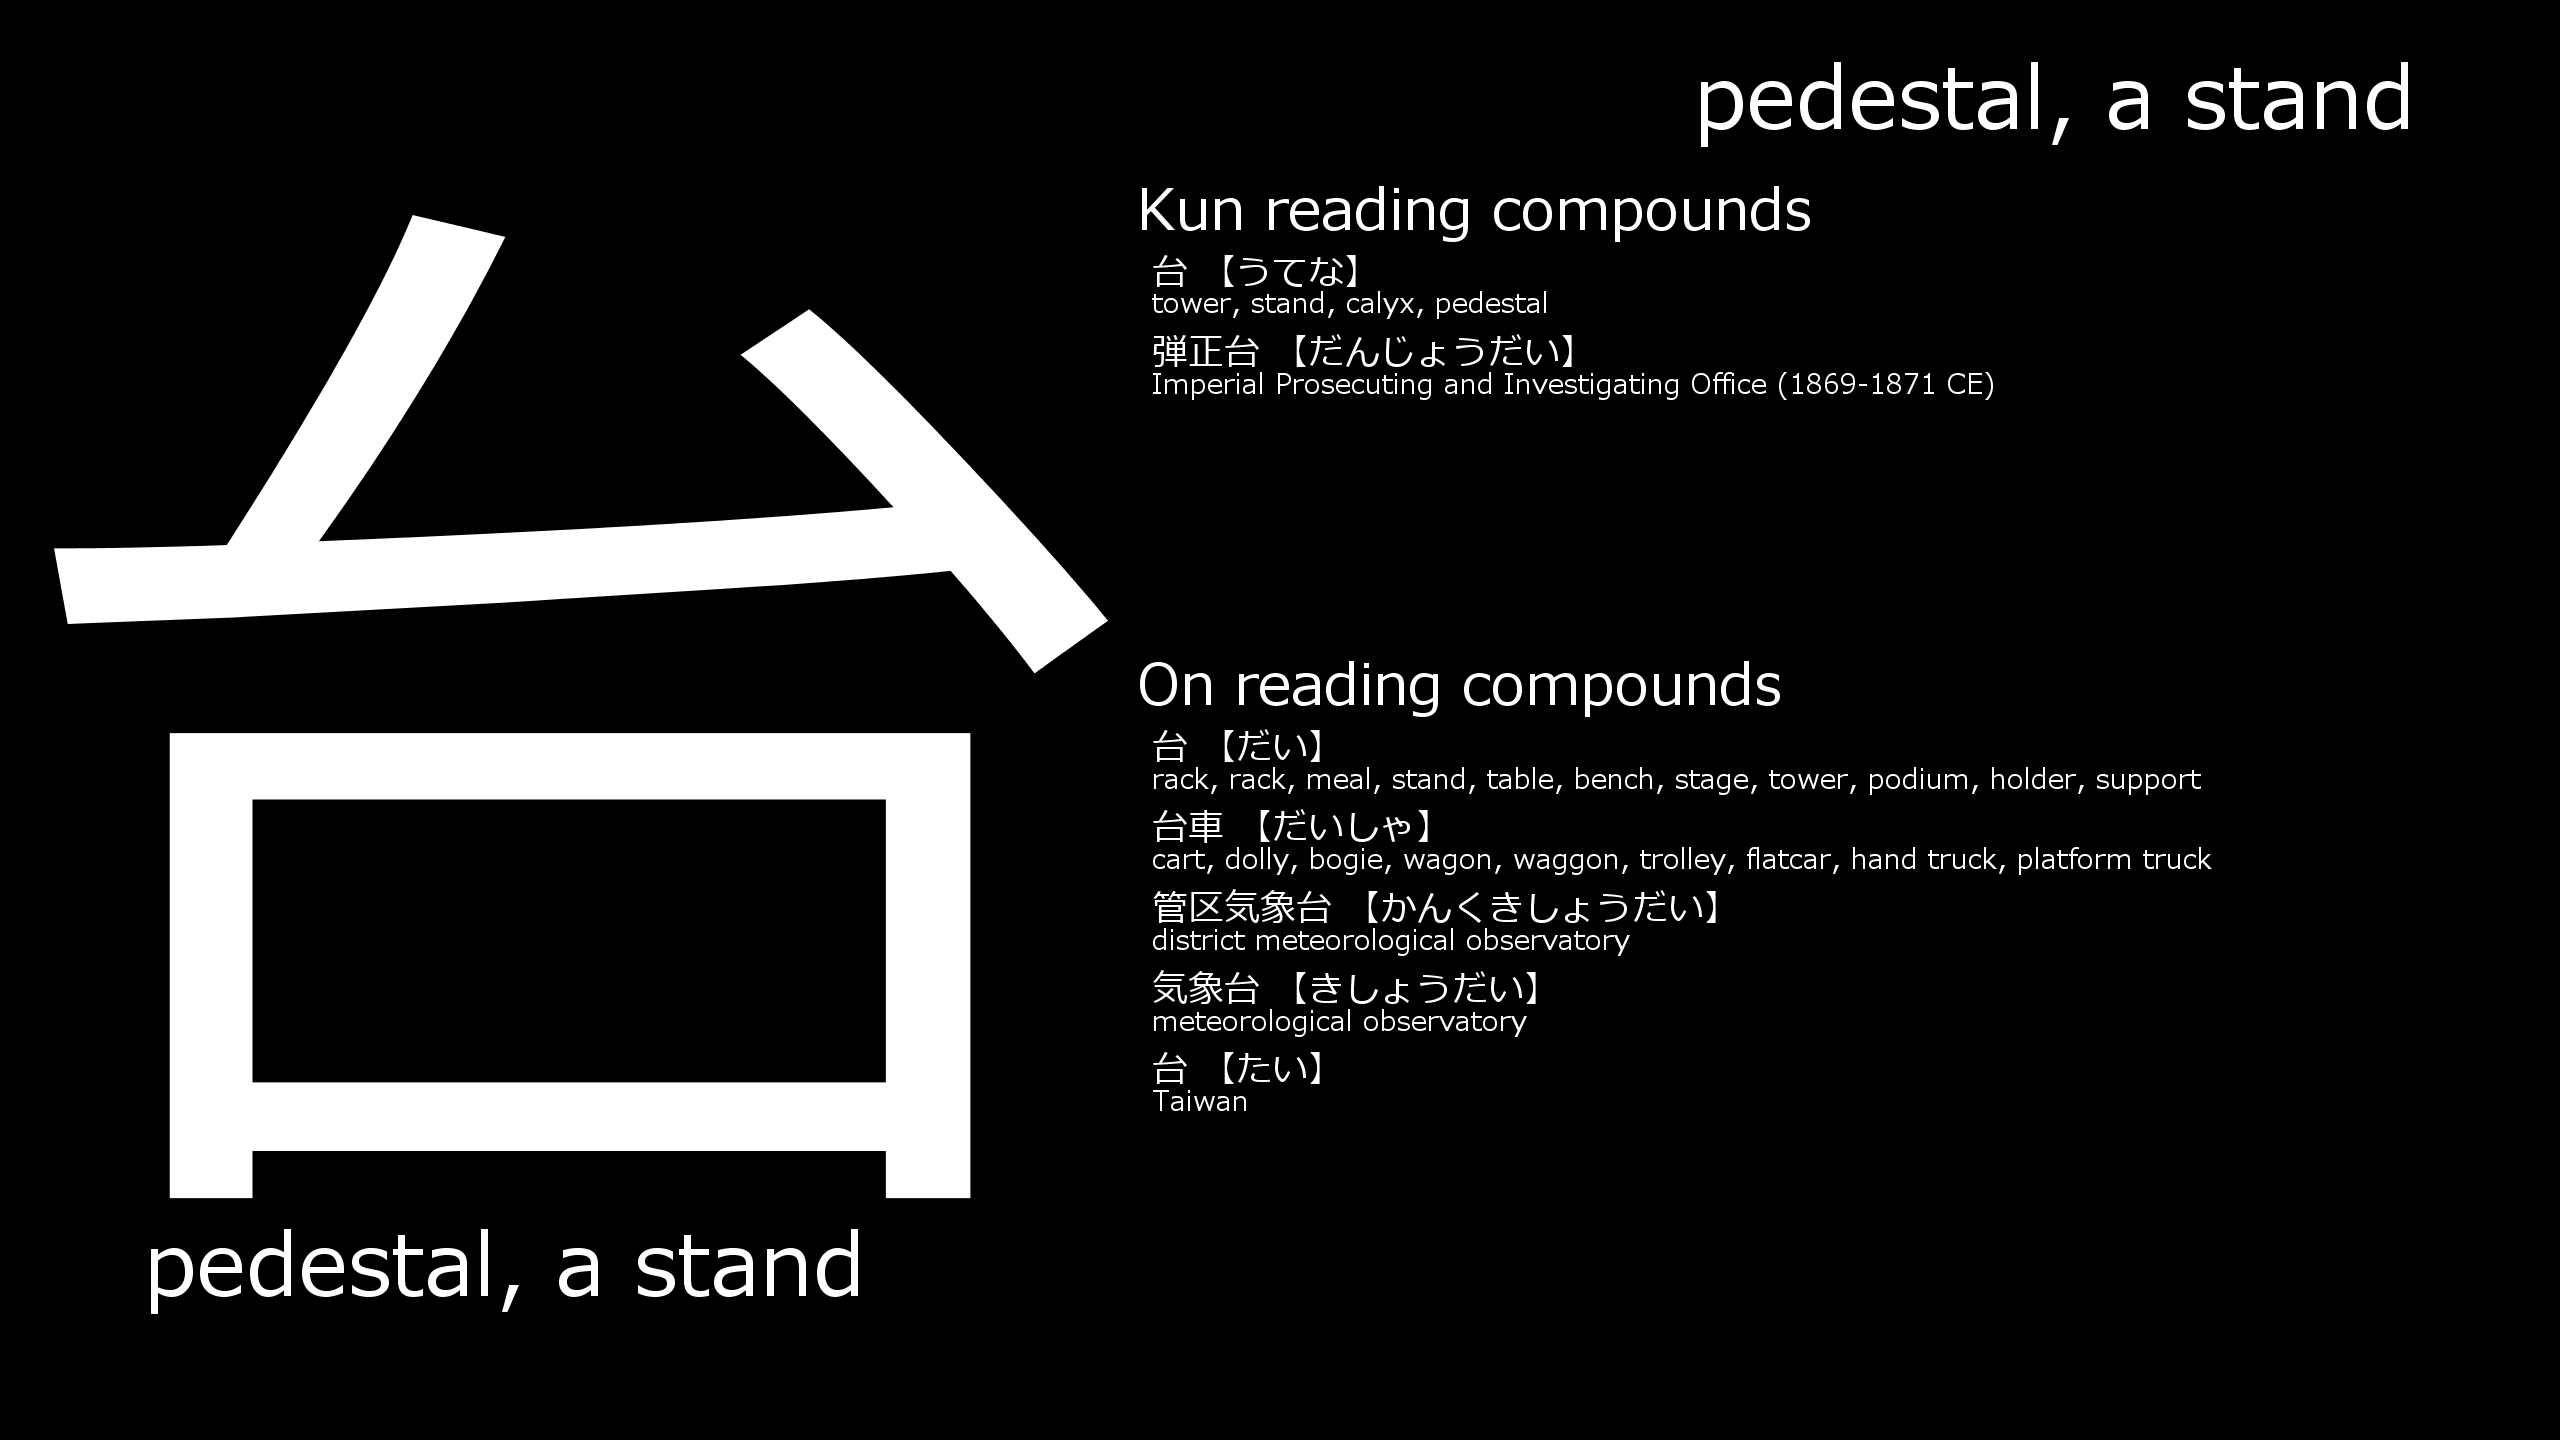 台
pedestal, a stand
pedestal, a stand
Kun reading compounds
台 【うてな】
tower, stand, calyx, pedestal
弾正台 【だんじょうだい】
Imperial Prosecuting and Investigating Office (1869-1871 CE)
On reading compounds
台 【だい】
rack, rack, meal, stand, table, bench, stage, tower, podium, holder, support
台車 【だいしゃ】
cart, dolly, bogie, wagon, waggon, trolley, flatcar, hand truck, platform truck
管区気象台 【かんくきしょうだい】
district meteorological observatory
気象台 【きしょうだい】
meteorological observatory
台 【たい】
Taiwan